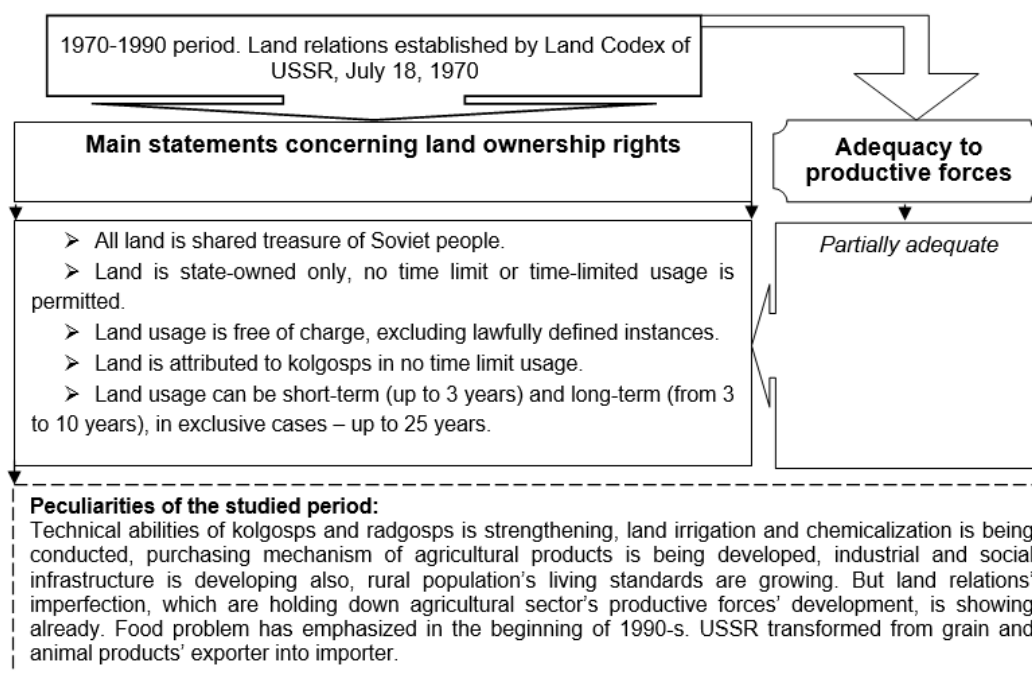 1970-1990 period. Land relations established by Land Codex of
USSR, July 18, 1970
Main statements concerning land ownership rights
Adequacy to
productive forces
➢ All land is shared treasure of Soviet people.
➢ Land is state-owned only, no time limit or time-limited usage is
permitted.
➢ Land usage is free of charge, excluding lawfully defined instances.
➢ Land is attributed to kolgosps in no time limit usage.
➢ Land usage can be short-term (up to 3 years) and long-term (from 3
to 10 years), in exclusive cases – up to 25 years.
Partially adequate
Peculiarities of the studied period:
Technical abilities of kolgosps and radgosps is strengthening, land irrigation and chemicalization is being
conducted, purchasing mechanism of agricultural products is being developed, industrial and social
infrastructure is developing also, rural population’s living standards are growing. But land relations’
imperfection, which are holding down agricultural sector’s productive forces’ development, is showing
already. Food problem has emphasized in the beginning of 1990-s. USSR transformed from grain and
animal products’ exporter into importer.